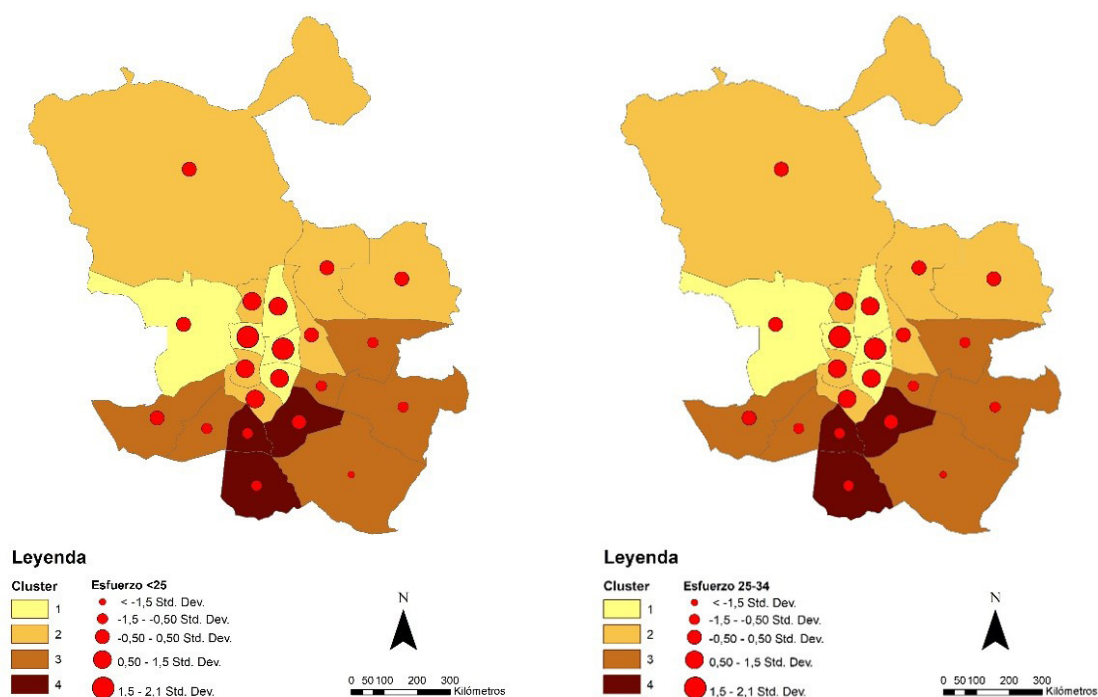 Leyenda
Cluster
1
2
3
4
Esfuerzo <25
< -1,5 Std. Dev.
-1,5 - -0,50 Std. Dev.
-0,50 - 0,50 Std. Dev.
0,50 - 1,5 Std. Dev.
1,5 - 2,1 Std. Dev.
N
0 50 100 200 300
Kilómetros
Leyenda
Cluster
1
2
3
4
Esfuerzo 25-34
< -1,5 Std. Dev.
-1,5 - -0,50 Std. Dev.
-0,50 - 0,50 Std. Dev.
0,50 - 1,5 Std. Dev.
1,5 - 2,1 Std. Dev.
N
0 50 100 200 300
Kilómetros